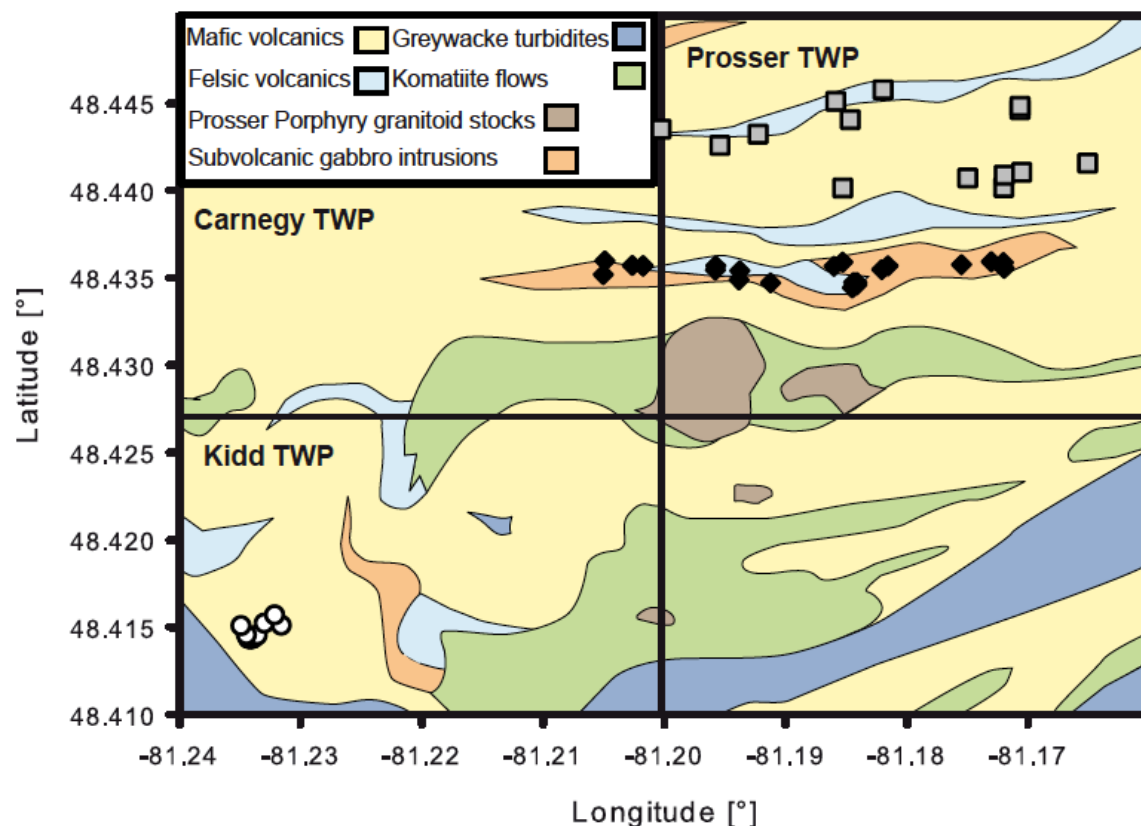 Mafic volcanics Greywacke turbidites
Felsic volcanics Komatiite flows
Prosser Porphyry granitoid stocks
Subvolcanic gabbro intrusions
Prosser TWP
Carnegy TWP
Kidd TWP
Latitude [°]
48.445
48.440
48.435
48.430
48.425
48.420
48.415
48.410
-81.24 -81.23 -81.22 -81.21 -81.20 -81.19 -81.18 -81.17
Longitude [°]